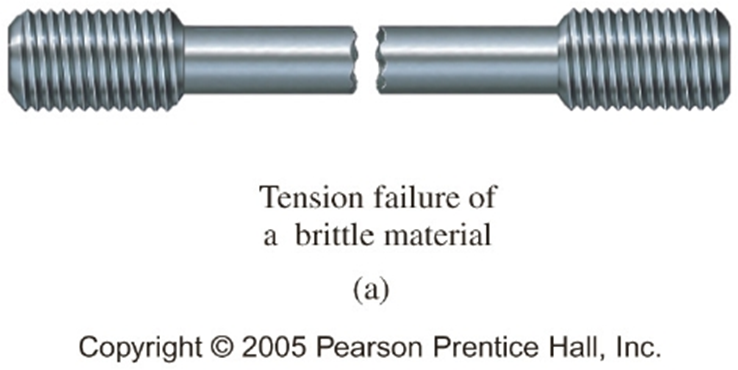 Tension failure of
a brittle material
(a)
Copyright © 2005 Pearson Prentice Hall, Inc.